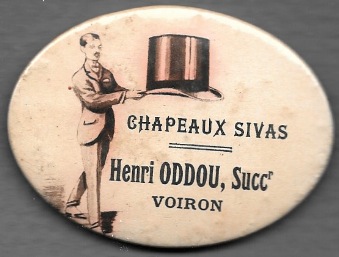 CHAPEAUX SIVAS
Henri ODDOU, Succr
VOIRON